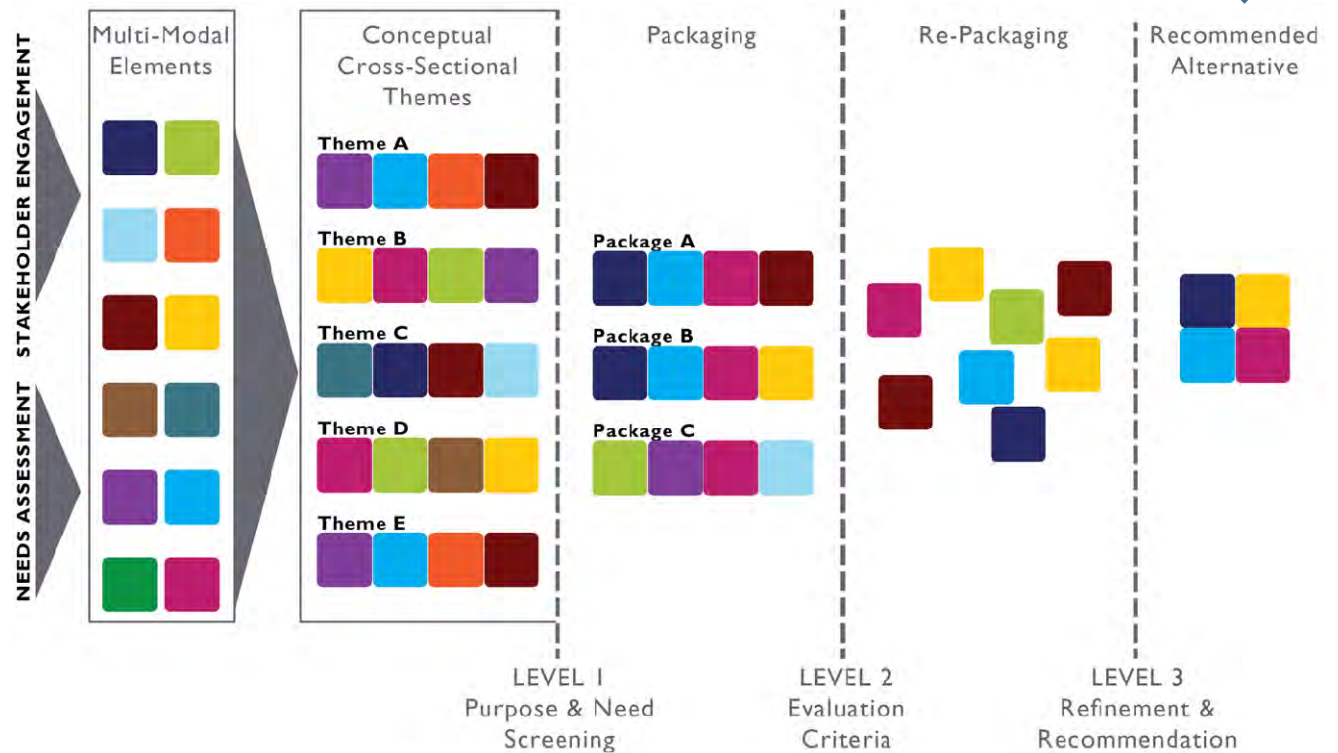 STAKEHOLDER ENGAGEMENT
NEEDS ASSESSMENT
Multi-Modal
Elements
Conceptual
Cross-Sectional
Themes
Theme A
Theme B
Theme C
Theme D
Theme E
Packaging
Package A
Package B
Package C
Re-Packaging
Recommended
Alternative
LEVEL 1
Purpose & Need
Screening
LEVEL 2
Evaluation
Criteria
LEVEL 3
Refinement &
Recommendation